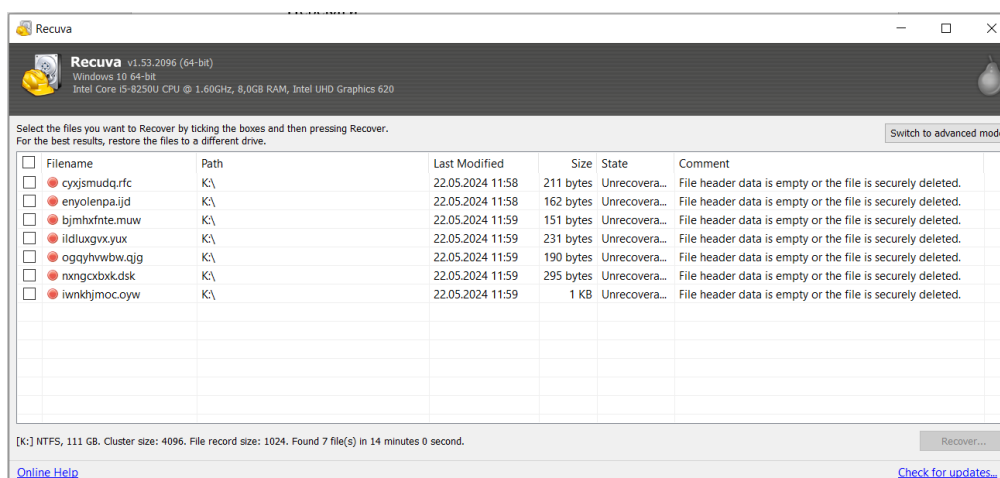 Recuva
Recuva v1.53.2096 (64-bit)
Windows 10 64-bit
Intel Core i5-8250U CPU @ 1.60GHz, 8,0GB RAM, Intel UHD Graphics 620
Select the files you want to Recover by ticking the boxes and then pressing Recover.
For the best results, restore the files to a different drive.
Switch to advanced mod
Filename Path Last Modified Size State Comment
cyxjsmudq.rfc K:\ 22.05.2024 11:58 211 bytes Unrecovera... File header data is empty or the file is securely deleted.
enyolenpa.ijd K:\ 22.05.2024 11:58 162 bytes Unrecovera... File header data is empty or the file is securely deleted.
bjmhxfnte.muw K:\ 22.05.2024 11:59 151 bytes Unrecovera... File header data is empty or the file is securely deleted.
ildluxgvx.yux K:\ 22.05.2024 11:59 231 bytes Unrecovera... File header data is empty or the file is securely deleted.
ogqyhvwbw.qjg K:\ 22.05.2024 11:59 190 bytes Unrecovera... File header data is empty or the file is securely deleted.
nxngcxbxk.dsk K:\ 22.05.2024 11:59 295 bytes Unrecovera... File header data is empty or the file is securely deleted.
iwnkhjmoc.oyw K:\ 22.05.2024 11:59 1 KB Unrecovera... File header data is empty or the file is securely deleted.
[K:] NTFS, 111 GB. Cluster size: 4096. File record size: 1024. Found 7 file(s) in 14 minutes 0 second.
Recover...
Online Help
Check for updates...